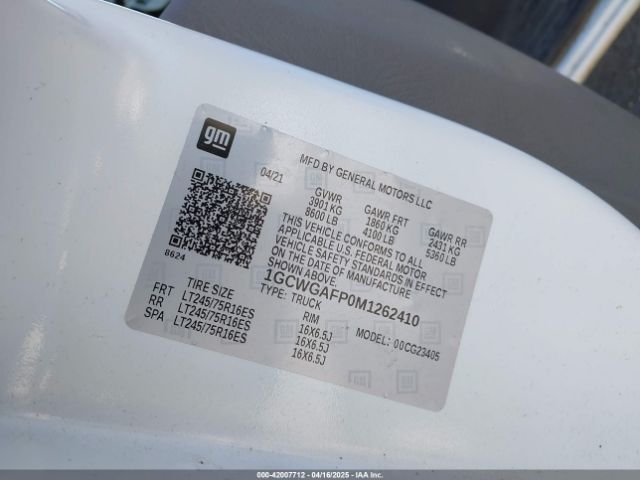 gm
MFD BY GENERAL MOTORS LLC
04/21
GVWR
3901 KG
8600 LB
GAWR FRT
1860 KG
4100 LB
GAWR RR
2431 KG
5360 LB
THIS VEHICLE CONFORMS TO ALL
APPLICABLE U.S. FEDERAL MOTOR
VEHICLE SAFETY STANDARDS IN EFFECT
ON THE DATE OF MANUFACTURE
SHOWN ABOVE.
8624
1GCWGAFP0M1262410
TYPE: TRUCK
MODEL: 00CG23405
TIRE SIZE
RIM
FRT LT245/75R16ES 16X6.5J
RR LT245/75R16ES 16X6.5J
SPA LT245/75R16ES 16X6.5J
000-42007712 - 04/16/2025 - IAA Inc.